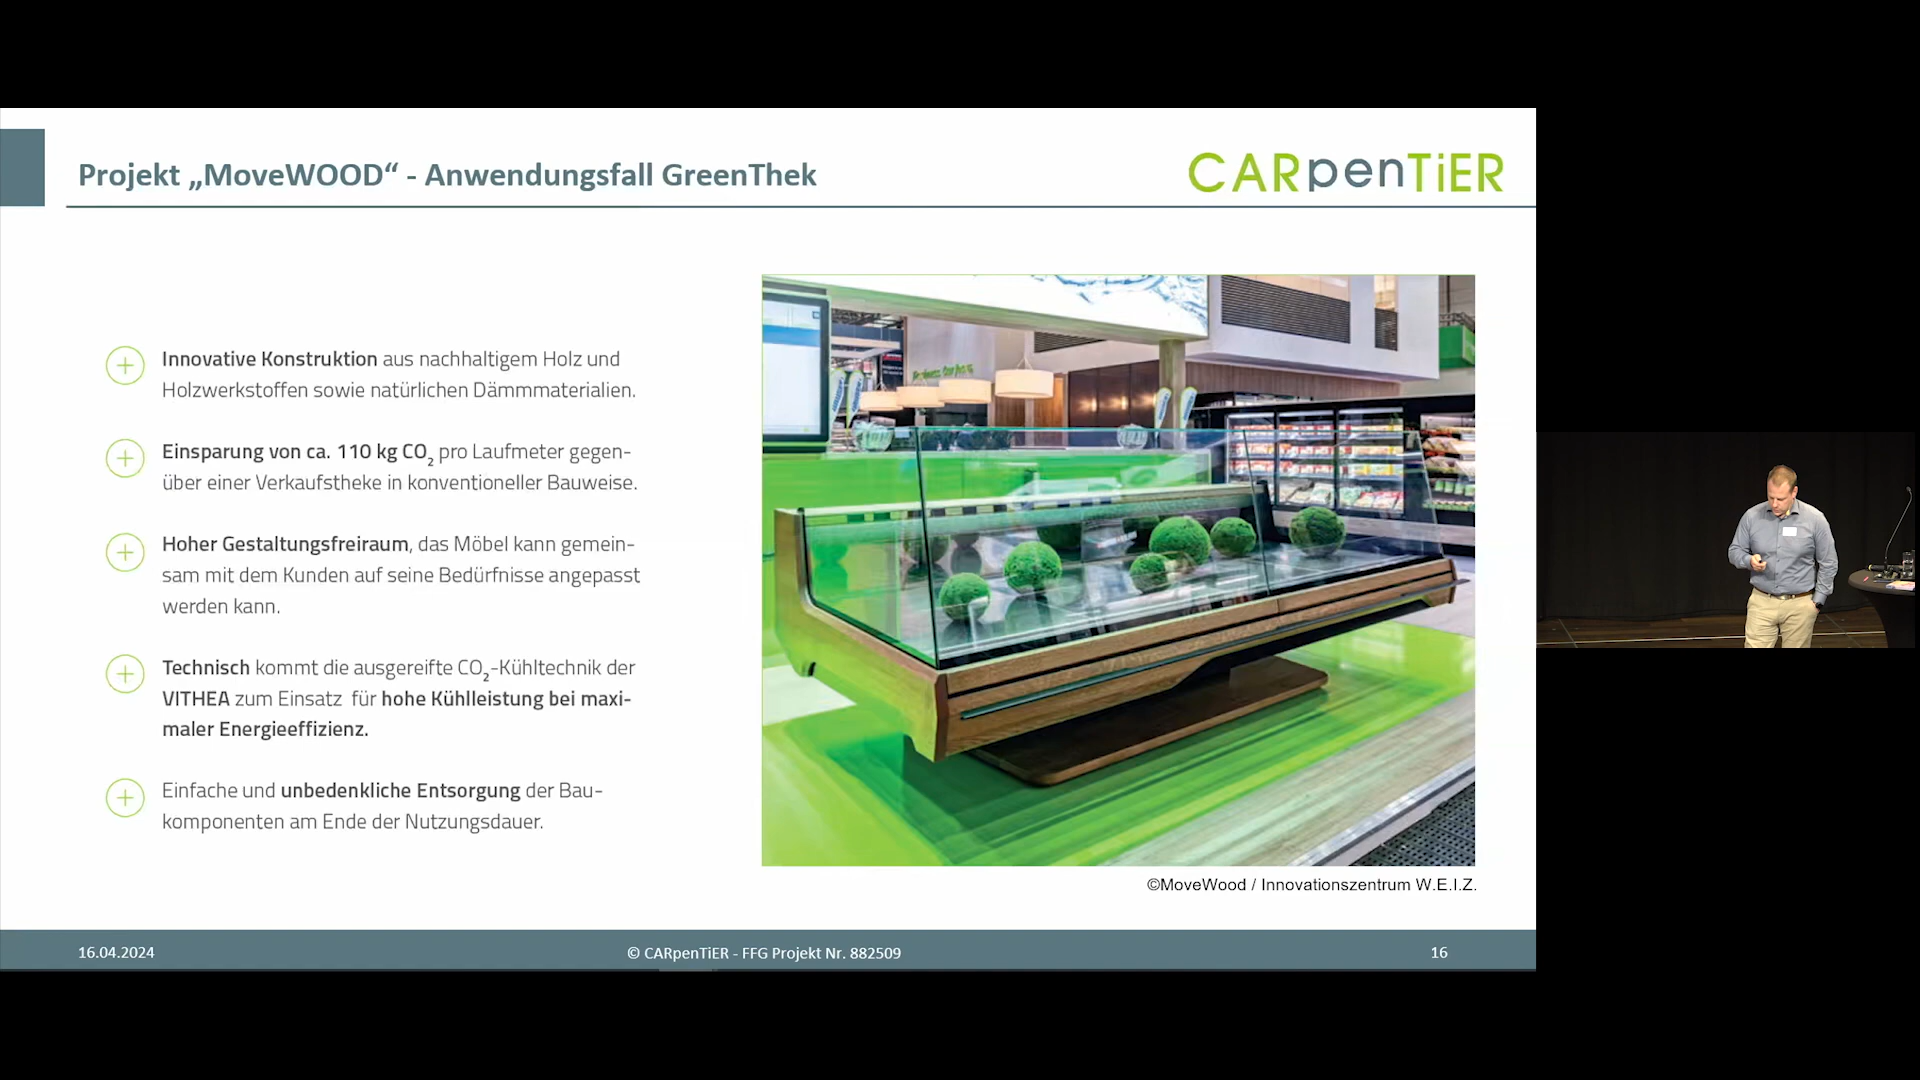 Projekt „MoveWOOD“ - Anwendungsfall GreenThek
CARpenTiER
Innovative Konstruktion aus nachhaltigem Holz und
Holzwerkstoffen sowie natürlichen Dämmmaterialien.
Einsparung von ca. 110 kg CO₂ pro Laufmeter gegen-
über einer Verkaufstheke in konventioneller Bauweise.
Hoher Gestaltungsfreiraum, das Möbel kann gemein-
sam mit dem Kunden auf seine Bedürfnisse angepasst
werden kann.
Technisch kommt die ausgereifte CO₂-Kühltechnik der
VITHEA zum Einsatz für hohe Kühlleistung bei maxi-
maler Energieeffizienz.
Einfache und unbedenkliche Entsorgung der Bau-
komponenten am Ende der Nutzungsdauer.
©MoveWood / Innovationszentrum W.E.I.Z.
16.04.2024
© CARpenTiER - FFG Projekt Nr. 882509
16